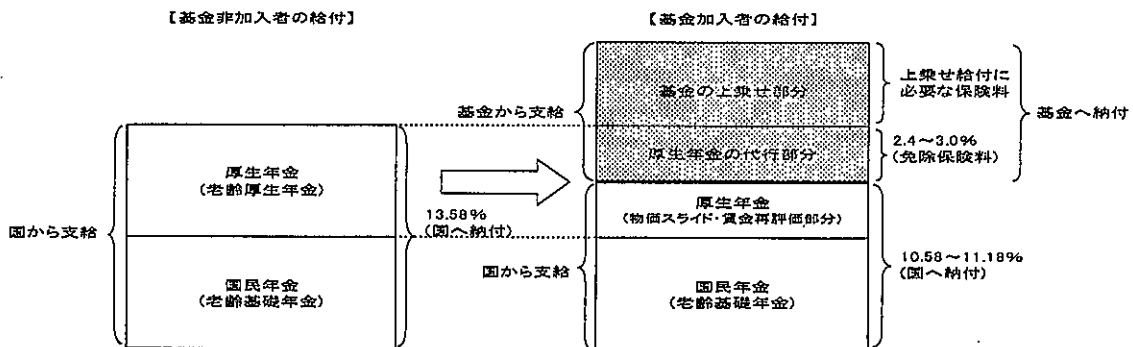 【基金非加入者の給付】
厚生年金
(老齢厚生年金)
国民年金
(老齢基礎年金)
国から支給
13.58%
(国へ納付)
【基金加入者の給付】
基金の上乗せ部分
厚生年金の代行部分
厚生年金
(物価スライド・賃金再評価部分)
国民年金
(老齢基礎年金)
基金から支給
国から支給
上乗せ給付に
必要な保険料
2.4～3.0%
(免除保険料)
基金へ納付
10.58～11.18%
(国へ納付)